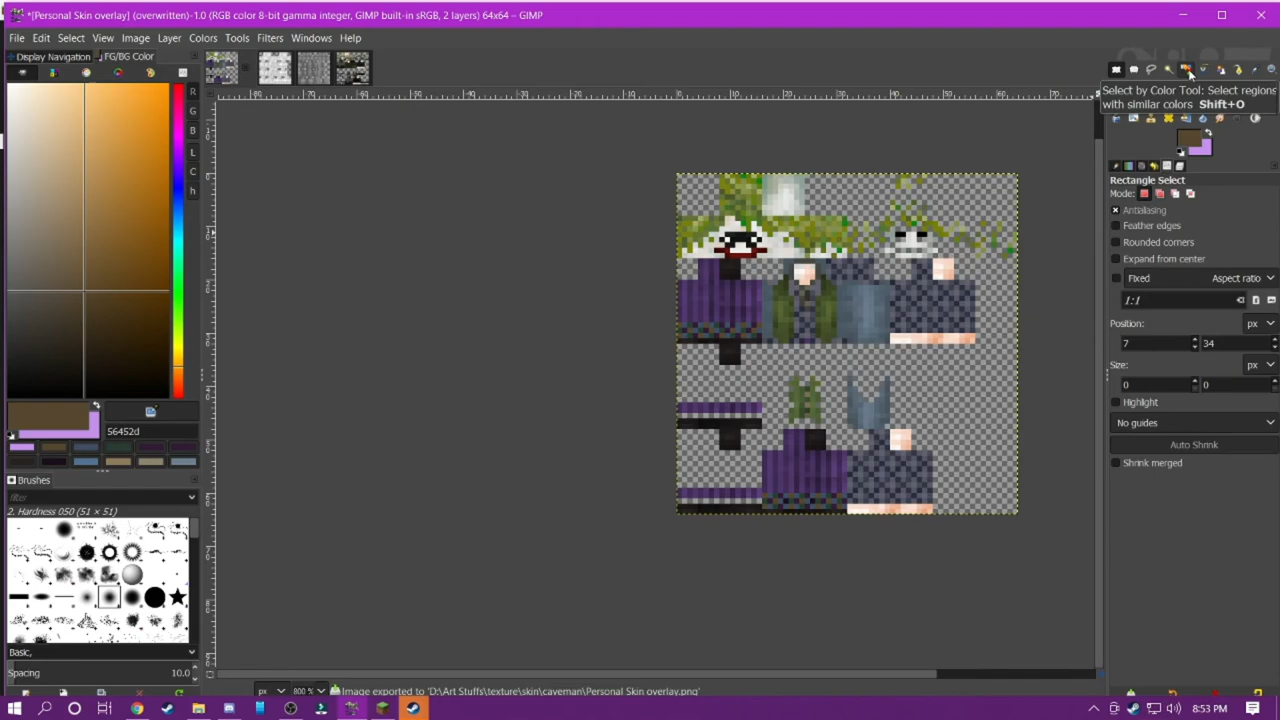 *[Personal Skin overlay] (overwritten)-1.0 (RGB color 8-bit gamma integer, GIMP built-in sRGB, 2 layers) 64x64 – GIMP
File Edit Select View Image Layer Colors Tools Filters Windows Help
Display Navigation FG/BG Color
R
G
B
L
C
h
56452d
Brushes
filter
2. Hardness 050 (51 × 51)
Basic,
Spacing 10.0
px 800 % Image exported to 'D:\Art Stuffs\texture\skin\caveman\Personal Skin overlay.png'
Select by Color Tool: Select regions
with similar colors Shift+O
Rectangle Select
Mode:
Antialiasing
Feather edges
Rounded corners
Expand from center
Fixed Aspect ratio
1:1
Position: px
7 34
Size: px
0 0
Highlight
No guides
Auto Shrink
Shrink merged
8:53 PM